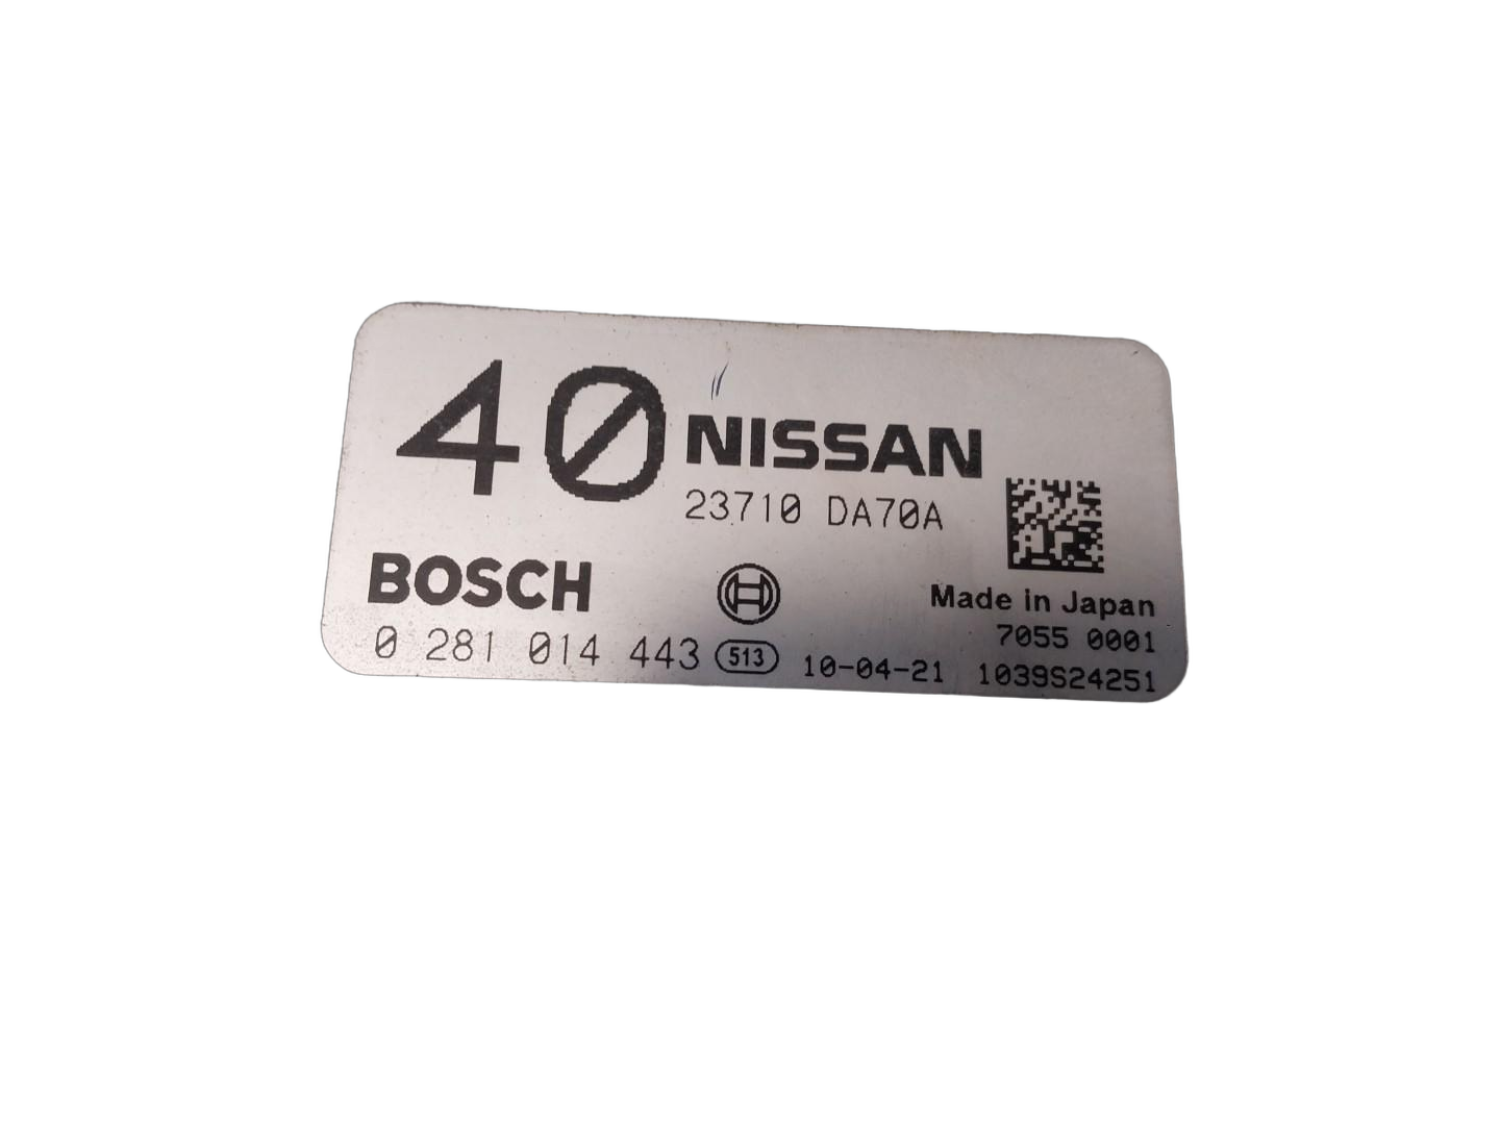 40 NISSAN
23710 DA70A
BOSCH
Made in Japan
7055 0001
0 281 014 443 513 10-04-21 1039S24251